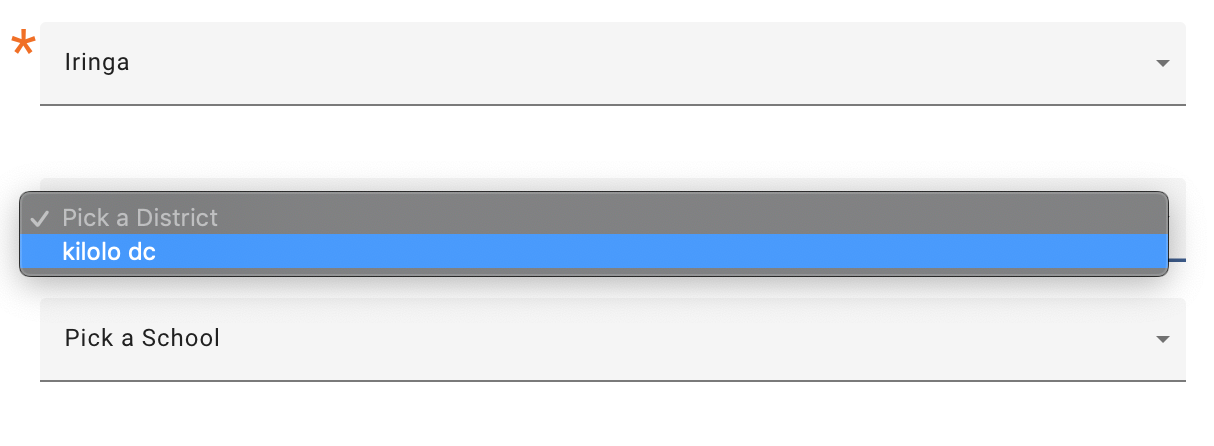 *
Iringa
✓ Pick a District
kilolo dc
Pick a School